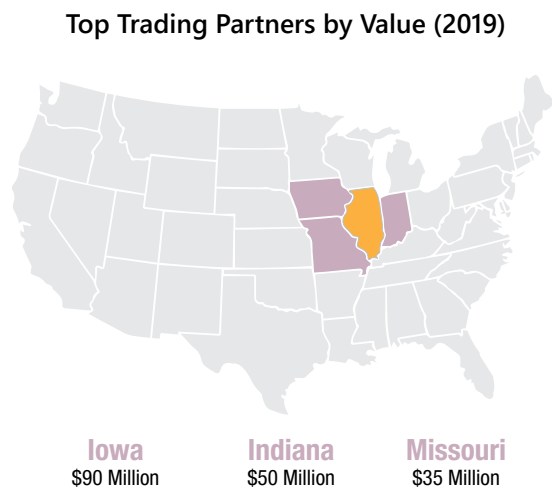 Top Trading Partners by Value (2019)
Iowa
$90 Million
Indiana
$50 Million
Missouri
$35 Million